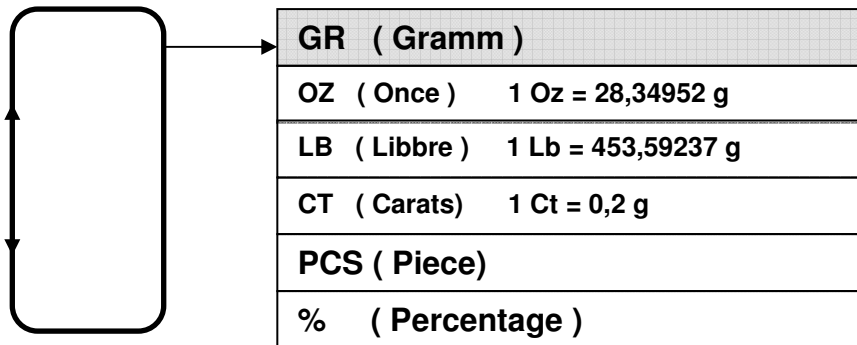 GR ( Gramm )
OZ ( Once ) 1 Oz = 28,34952 g
LB ( Libbre ) 1 Lb = 453,59237 g
CT ( Carats) 1 Ct = 0,2 g
PCS ( Piece)
% ( Percentage )